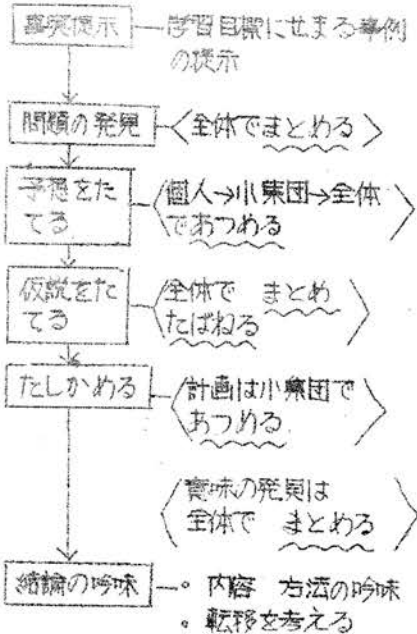 事実提示 学習目標にせまる事例
の提示
問題の発見 全体でまとめる
予想をた 個人→小集団→全体
てる であつめる
仮説をた 全体で まとめ
てる たばねる
たしかめる 計画は小集団で
あつめる
意味の発見は
全体で まとめる
結論の吟味 ・内容 方法の吟味
・転移を考える